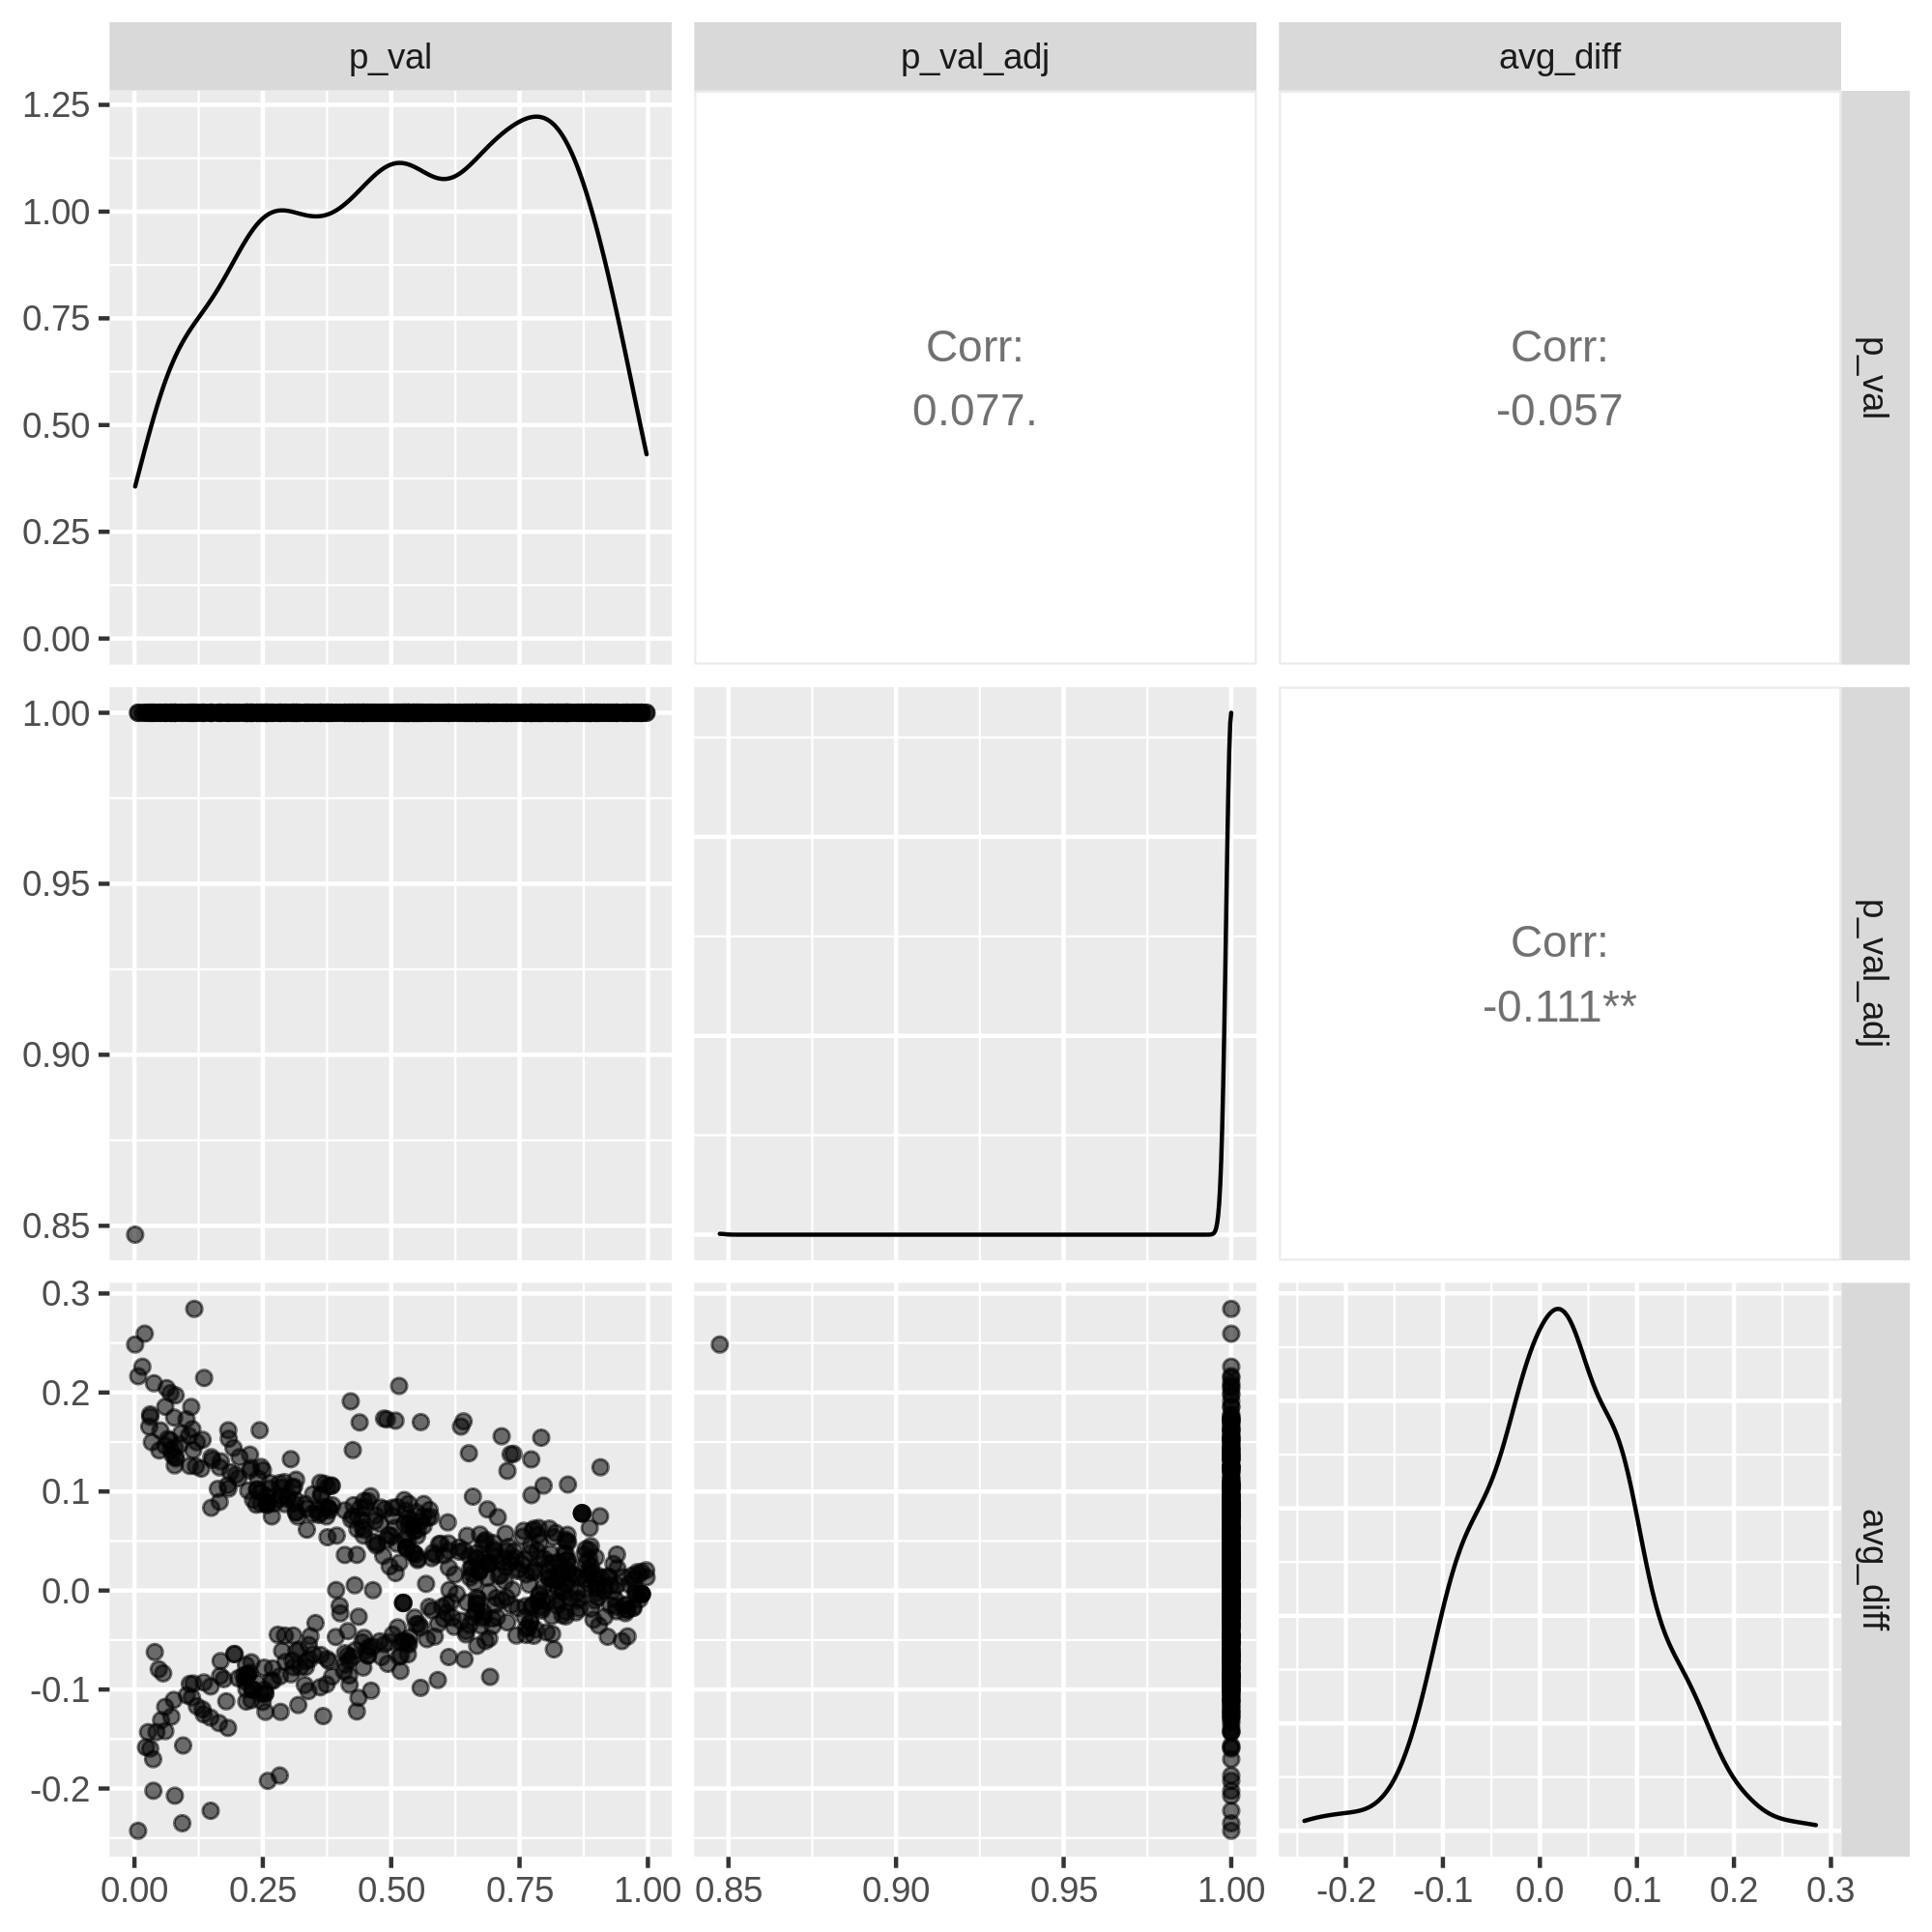 p_val p_val_adj avg_diff
1.25
1.00
0.75
0.50
0.25
0.00
Corr:
0.077.
Corr:
-0.057
p_val
1.00
0.95
0.90
0.85
Corr:
-0.111**
p_val_adj
0.3
0.2
0.1
0.0
-0.1
-0.2
avg_diff
0.00 0.25 0.50 0.75 1.00 0.85 0.90 0.95 1.00 -0.2 -0.1 0.0 0.1 0.2 0.3